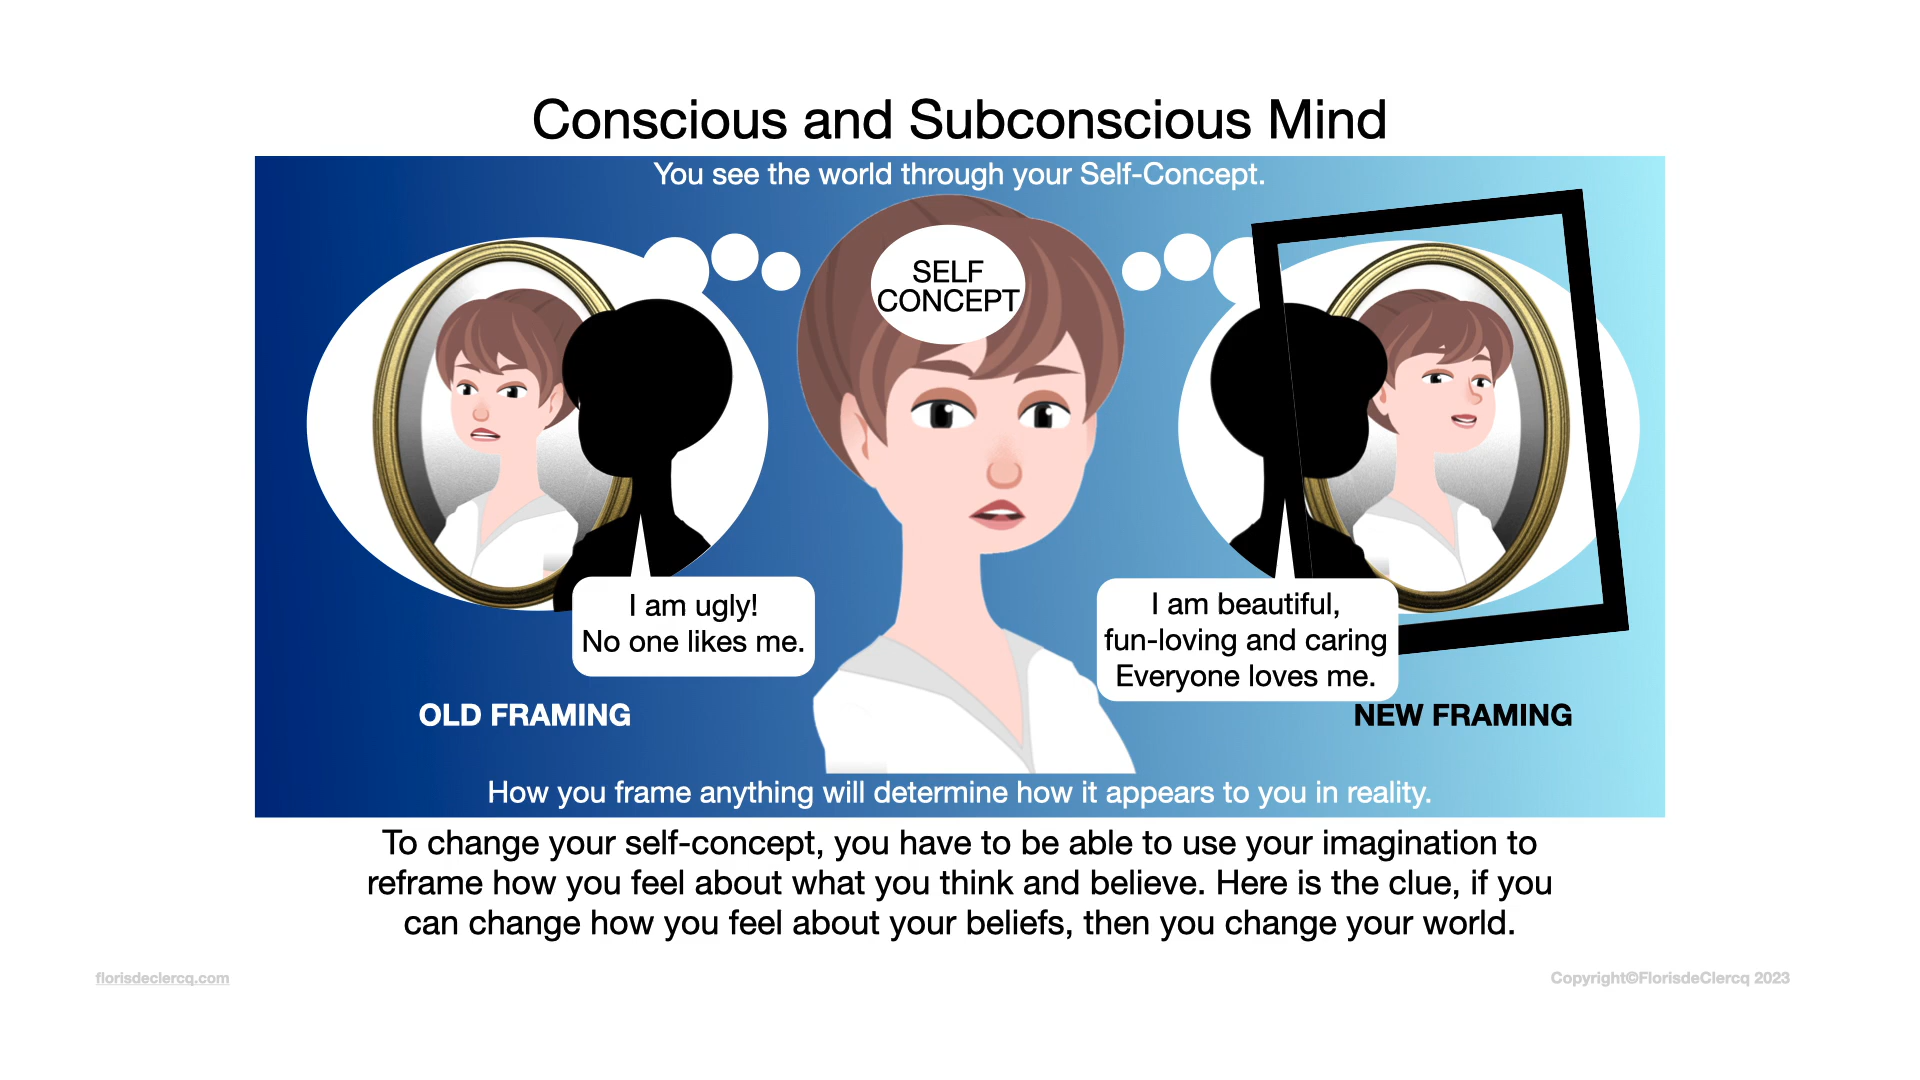 Conscious and Subconscious Mind
You see the world through your Self-Concept.
SELF
CONCEPT
I am ugly!
No one likes me.
I am beautiful,
fun-loving and caring
Everyone loves me.
OLD FRAMING
NEW FRAMING
How you frame anything will determine how it appears to you in reality.
To change your self-concept, you have to be able to use your imagination to
reframe how you feel about what you think and believe. Here is the clue, if you
can change how you feel about your beliefs, then you change your world.
florisdeclercq.com
Copyright©FlorisdeClercq 2023